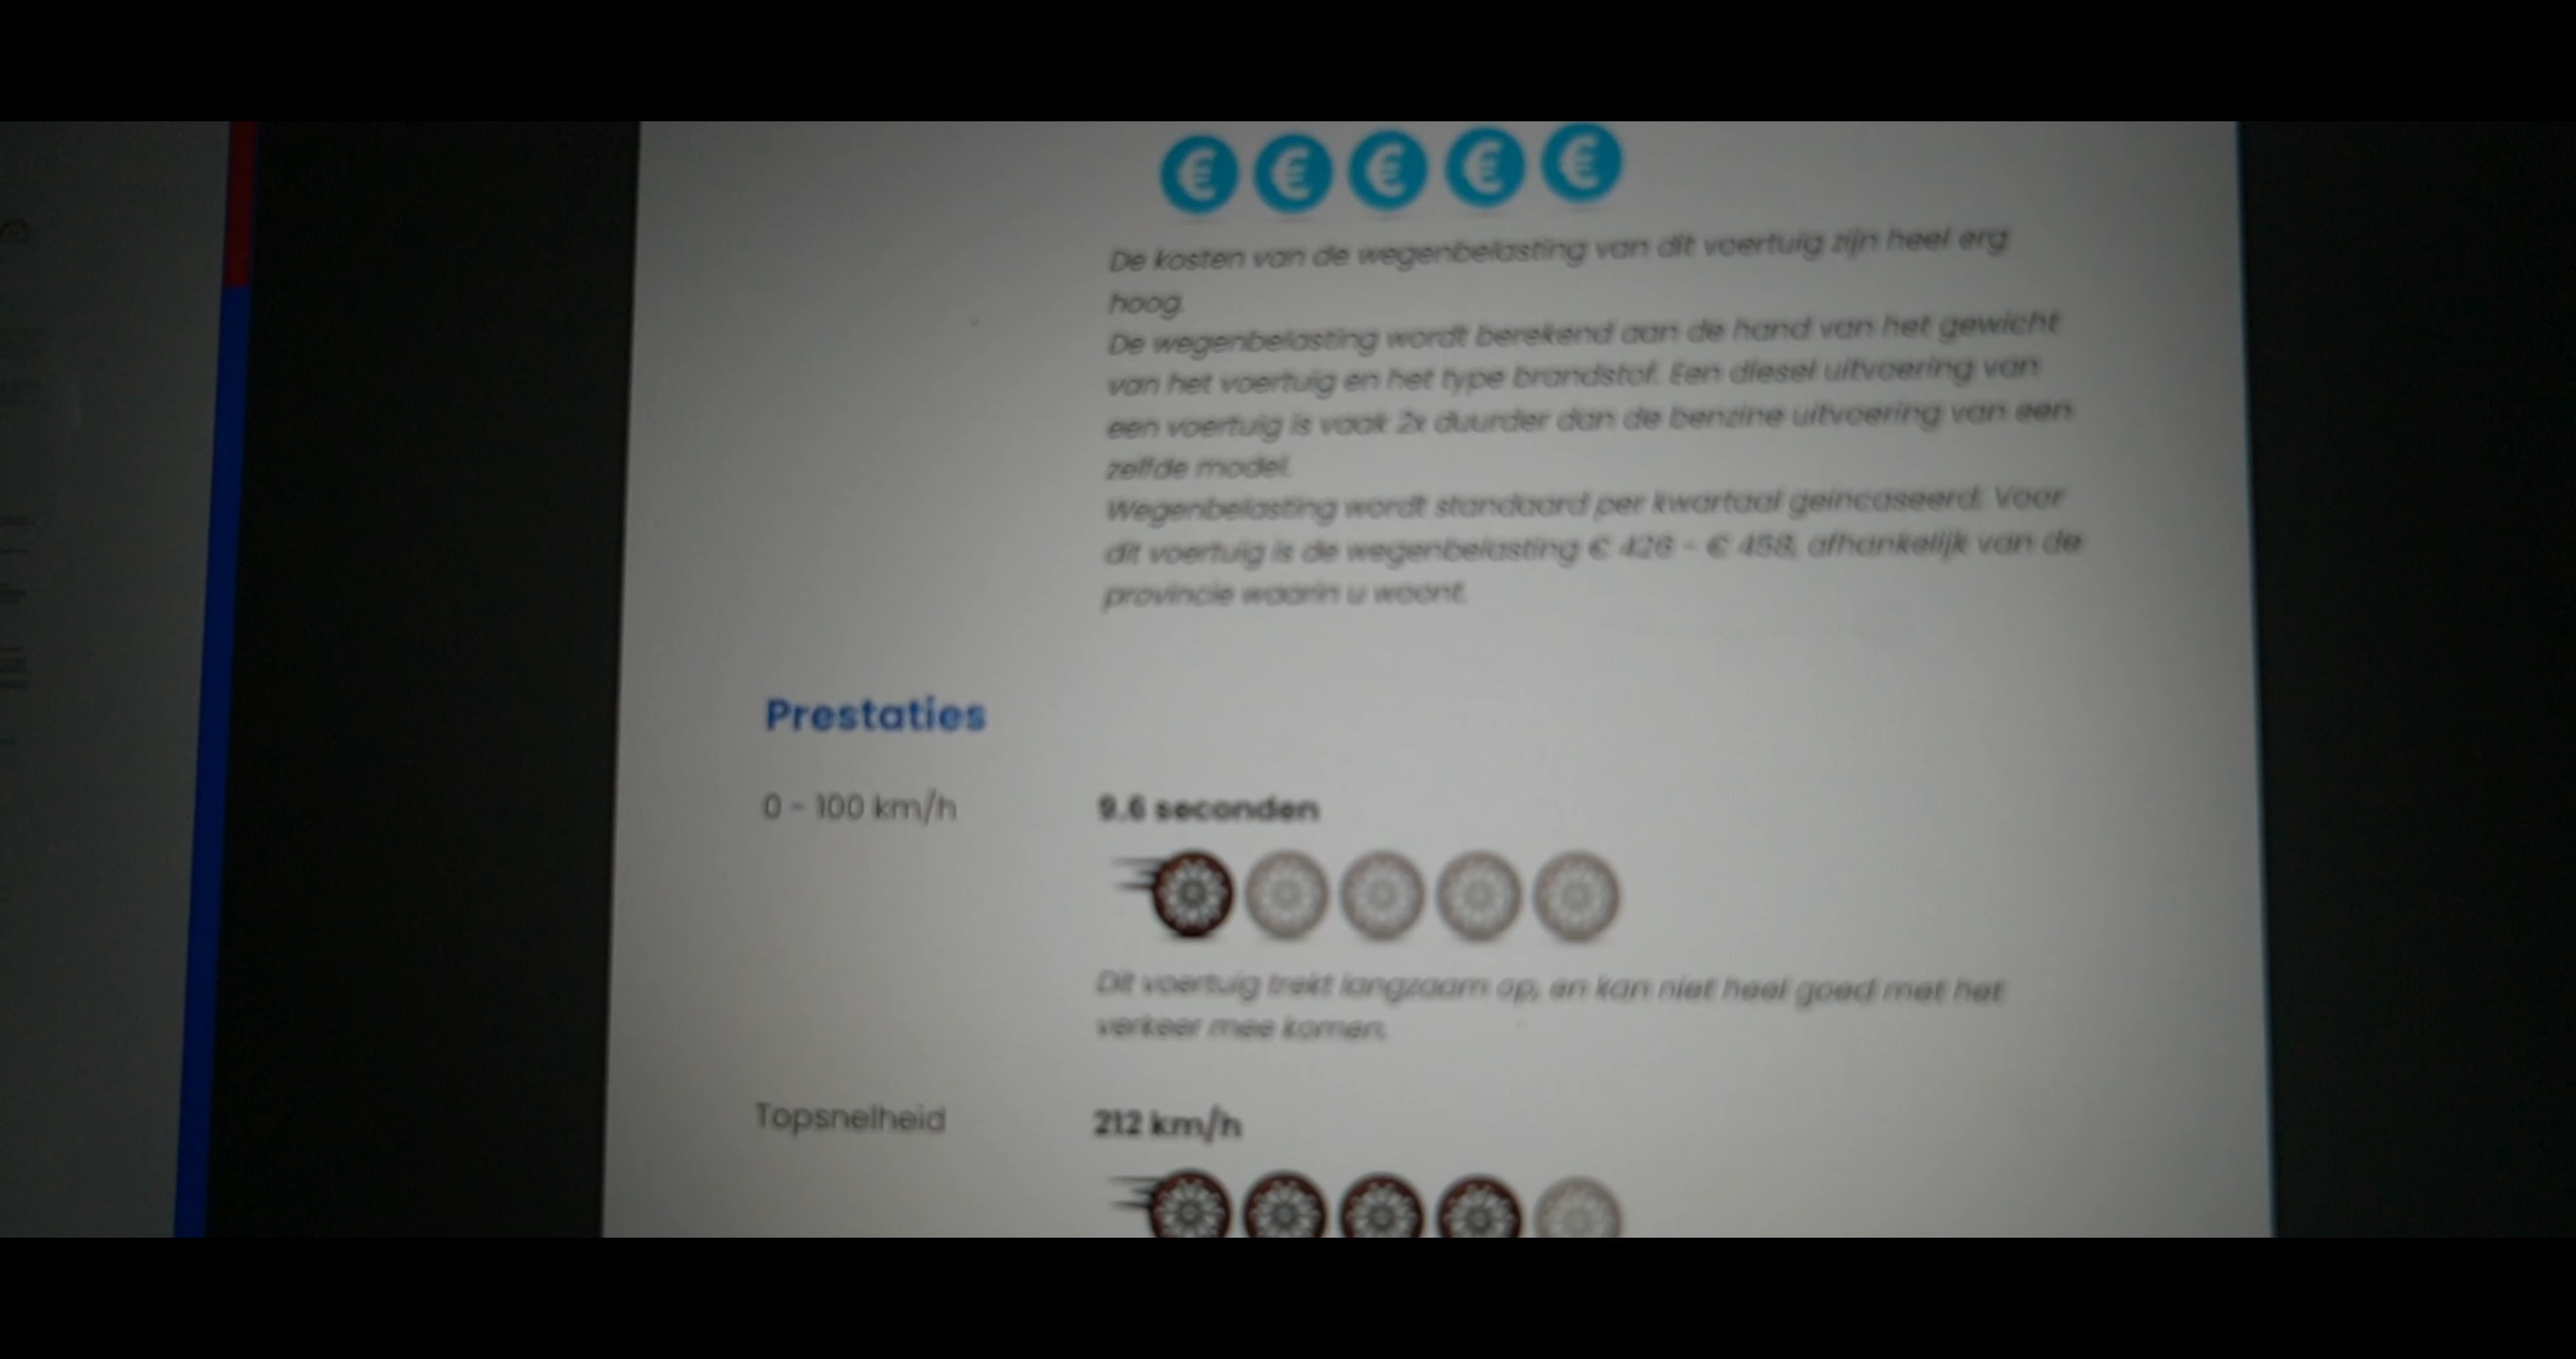 € € € € €
De kosten van de wegenbelasting van dit voertuig zijn heel erg
hoog.
De wegenbelasting wordt berekend aan de hand van het gewicht
van het voertuig en het type brandstof. Een diesel uitvoering van
een voertuig is vaak 2x duurder dan de benzine uitvoering van een
zelfde model.
Wegenbelasting wordt standaard per kwartaal geincaseerd. Voor
dit voertuig is de wegenbelasting € 426 - € 458, afhankelijk van de
provincie waarin u woont.
Prestaties
0 - 100 km/h 9.6 seconden
Dit voertuig trekt langzaam op, en kan niet heel goed met het
verkeer mee komen.
Topsnelheid 212 km/h